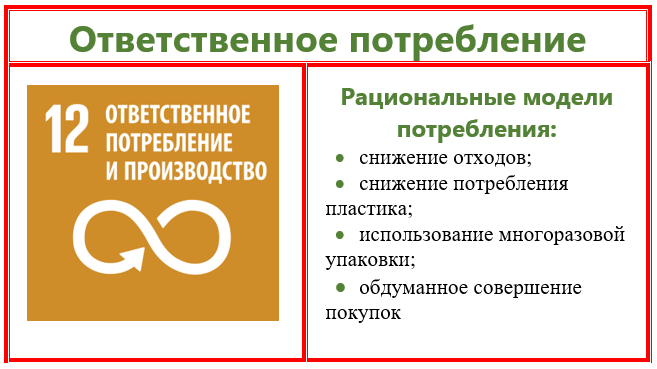 Ответственное потребление
12 ОТВЕТСТВЕННОЕ
ПОТРЕБЛЕНИЕ
И ПРОИЗВОДСТВО
Рациональные модели
потребления:
• снижение отходов;
• снижение потребления
пластика;
• использование многоразовой
упаковки;
• обдуманное совершение
покупок